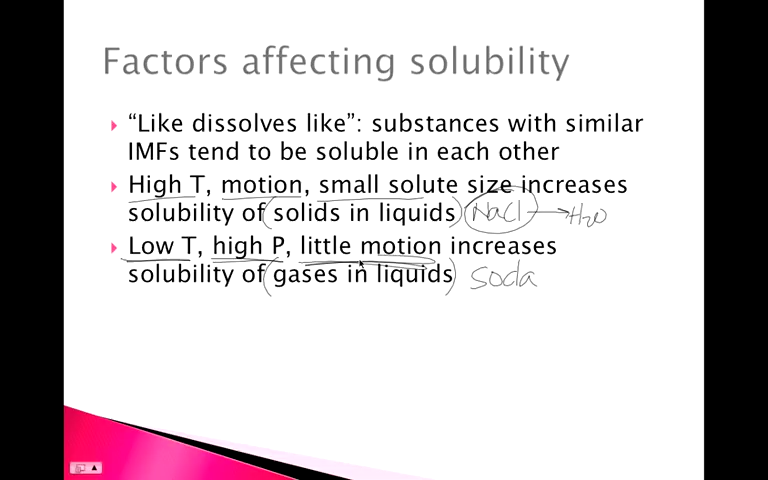 Factors affecting solubility
“Like dissolves like”: substances with similar
IMFs tend to be soluble in each other
High T, motion, small solute size increases
solubility of (solids in liquids) NaCl → H₂O
Low T, high P, little motion increases
solubility of (gases in liquids) soda